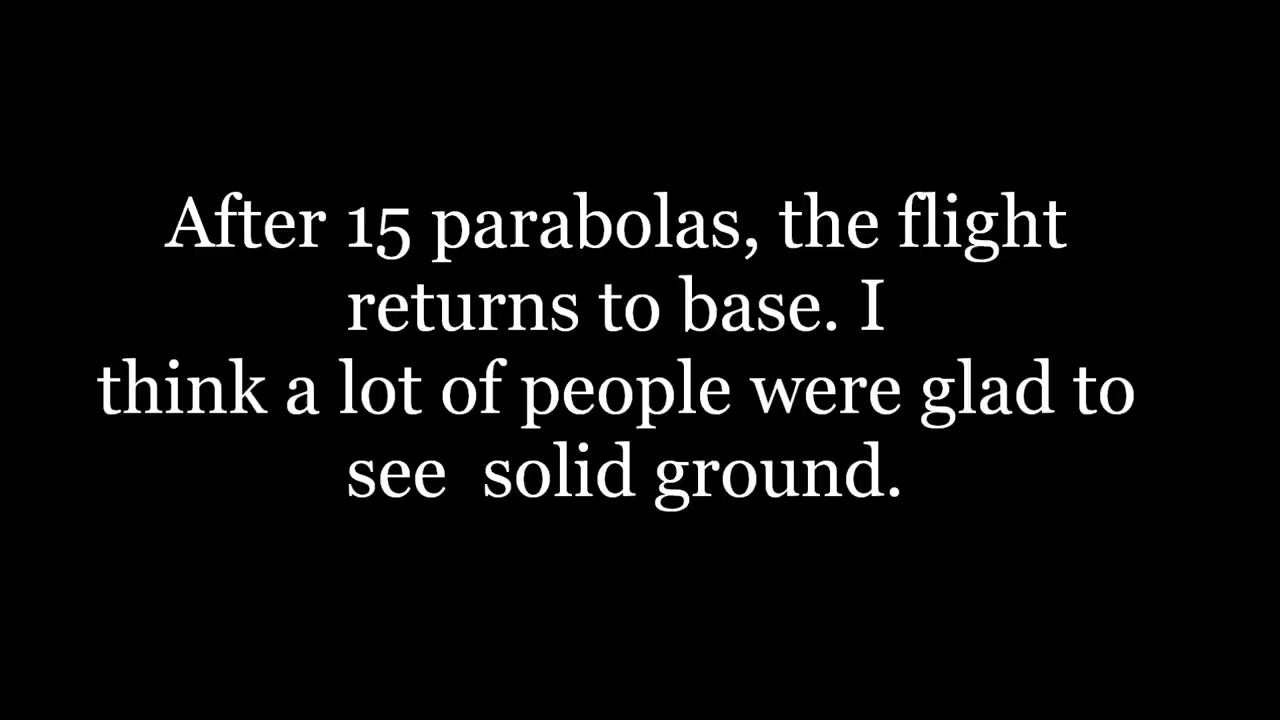 After 15 parabolas, the flight
returns to base. I
think a lot of people were glad to
see  solid ground.